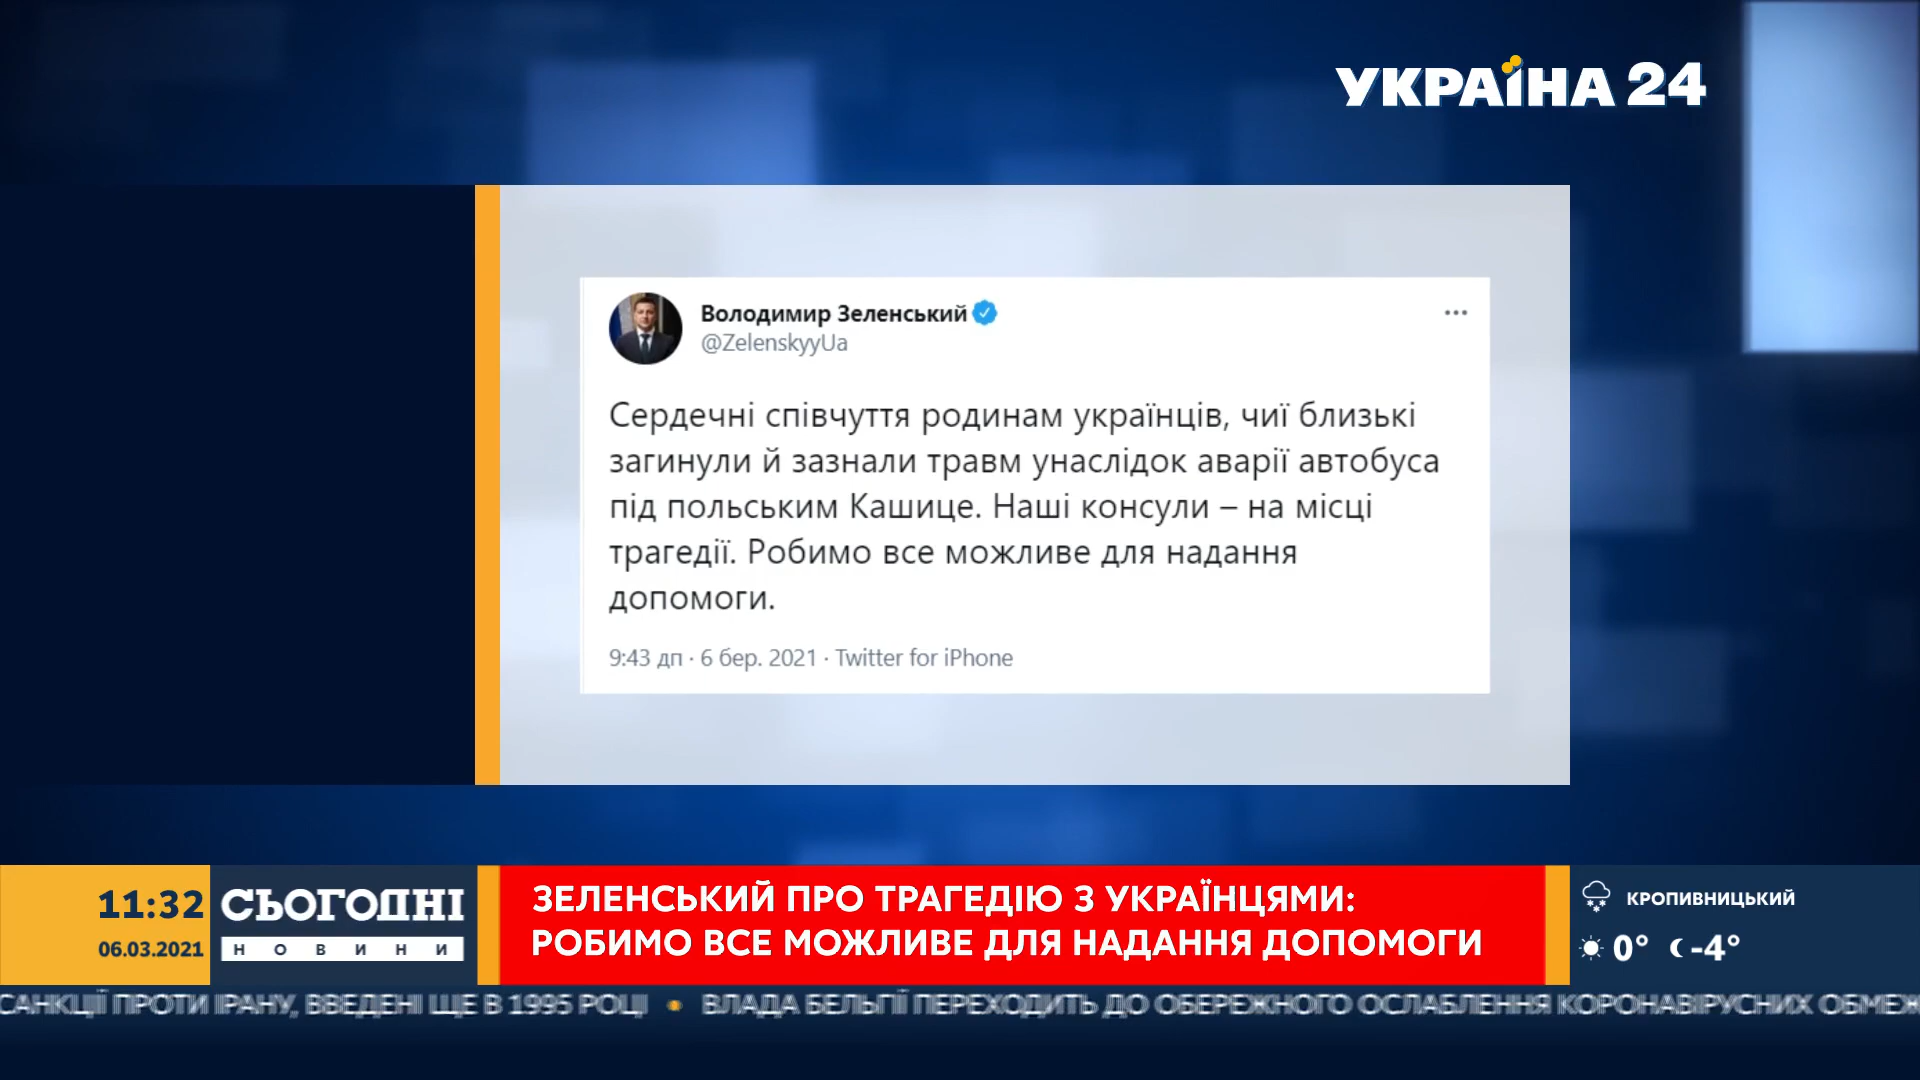 УКРАЇНА 24
Володимир Зеленський
@ZelenskyyUa
Сердечні співчуття родинам українців, чиї близькі
загинули й зазнали травм унаслідок аварії автобуса
під польським Кашице. Наші консули – на місці
трагедії. Робимо все можливе для надання
допомоги.
9:43 дп · 6 бер. 2021 · Twitter for iPhone
11:32
06.03.2021
СЬОГОДНІ
НОВИНИ
ЗЕЛЕНСЬКИЙ ПРО ТРАГЕДІЮ З УКРАЇНЦЯМИ:
РОБИМО ВСЕ МОЖЛИВЕ ДЛЯ НАДАННЯ ДОПОМОГИ
КРОПИВНИЦЬКИЙ
0° -4°
САНКЦІЇ ПРОТИ ІРАНУ, ВВЕДЕНІ ЩЕ В 1995 РОЦІ • ВЛАДА БЕЛЬГІЇ ПЕРЕХОДИТЬ ДО ОБЕРЕЖНОГО ОСЛАБЛЕННЯ КОРОНАВІРУСНИХ ОБМЕЖ